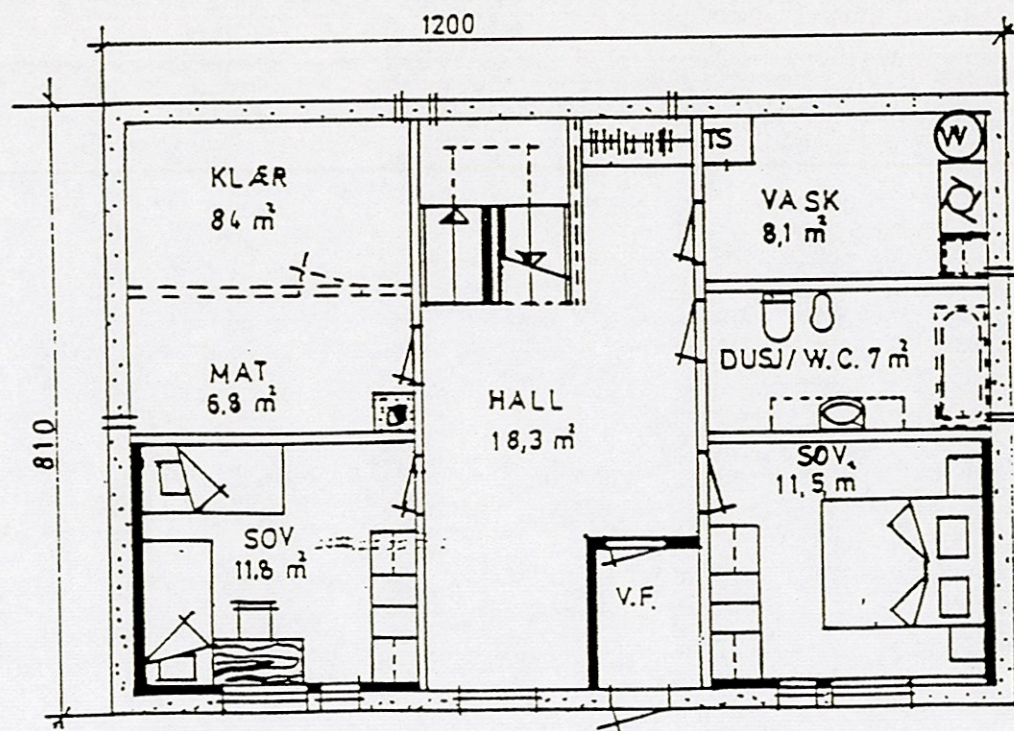 1200
810
KLÆR
8.4 m²
TS
W
VASK
8,1 m²
MAT
6.8 m²
HALL
18,3 m²
DUSJ/W.C. 7 m²
SOV
11.8 m²
V.F.
SOV.
11,5 m